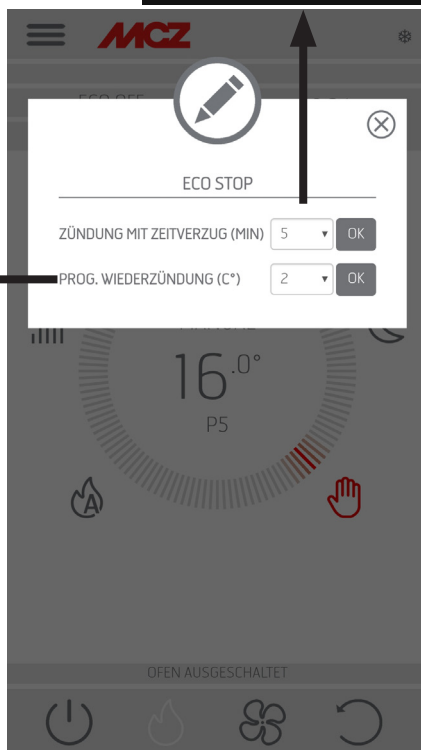 MCZ
ECO STOP
ZÜNDUNG MIT ZEITVERZUG (MIN) 5 OK
PROG. WIEDERZÜNDUNG (C°) 2 OK
16.0°
P5
A
OFEN AUSGESCHALTET